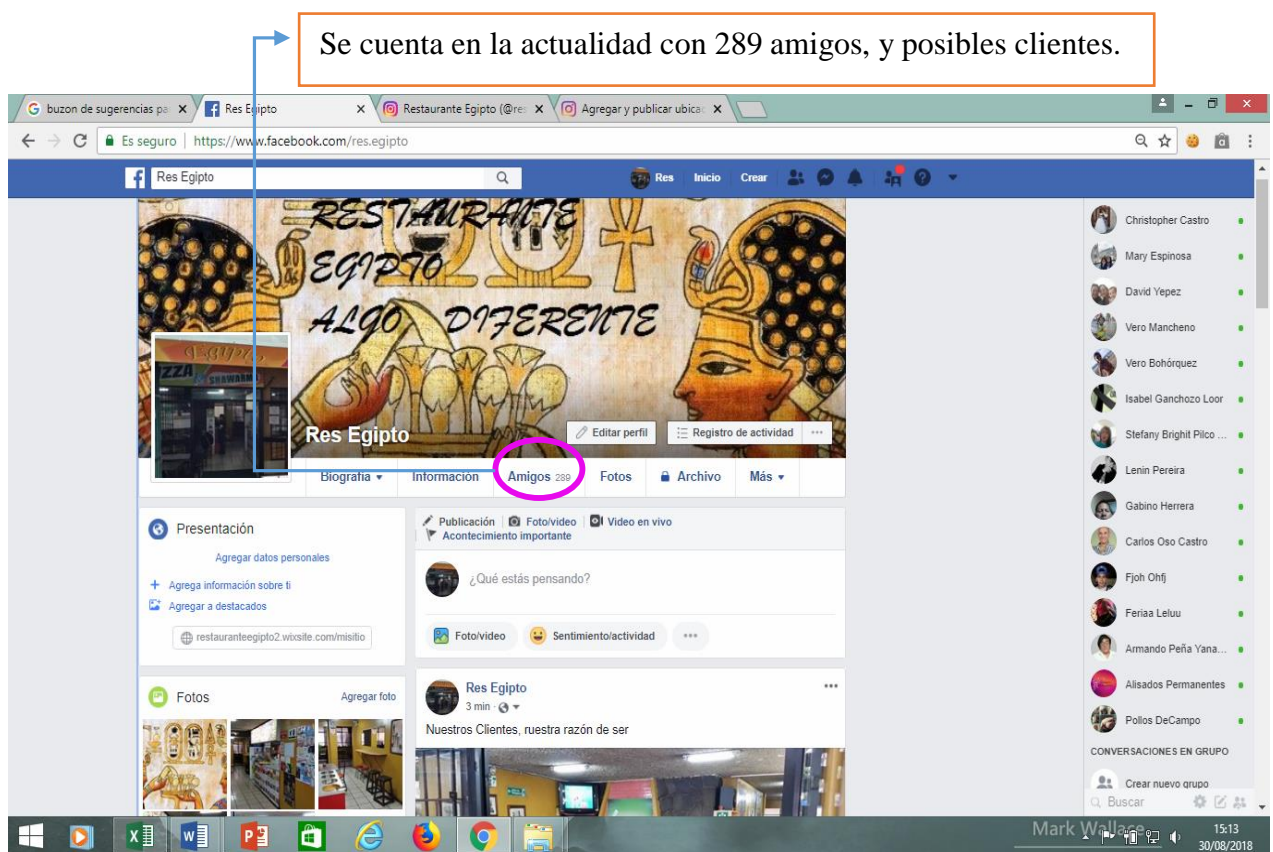 Se cuenta en la actualidad con 289 amigos, y posibles clientes.
buzon de sugerencias pa
Res Egipto
Restaurante Egipto (@re
Agregar y publicar ubica
Es seguro | https://www.facebook.com/res.egipto
Res Egipto
Res Inicio Crear
RESTAURANTE
EGIPTO
ALGO DIFERENTE
Egipto
PIZZA SHAWARMA
Res Egipto
Editar perfil
Registro de actividad
Biografía
Información
Amigos 289
Fotos
Archivo
Más
Presentación
Agregar datos personales
Agrega información sobre ti
Agregar a destacados
restauranteegipto2.wixsite.com/misitio
Fotos
Agregar foto
Publicación
Foto/video
Video en vivo
Acontecimiento importante
¿Qué estás pensando?
Foto/video
Sentimiento/actividad
Res Egipto
3 min
Nuestros Clientes, ruestra razón de ser
Christopher Castro
Mary Espinosa
David Yepez
Vero Mancheno
Vero Bohórquez
Isabel Ganchozo Loor
Stefany Brighit Pilco ...
Lenin Pereira
Gabino Herrera
Carlos Oso Castro
Fjoh Ohfj
Feriaa Leluu
Armando Peña Yana...
Alisados Permanentes
Pollos DeCampo
CONVERSACIONES EN GRUPO
Crear nuevo grupo
Buscar
Mark Wallace
15:13
30/08/2018